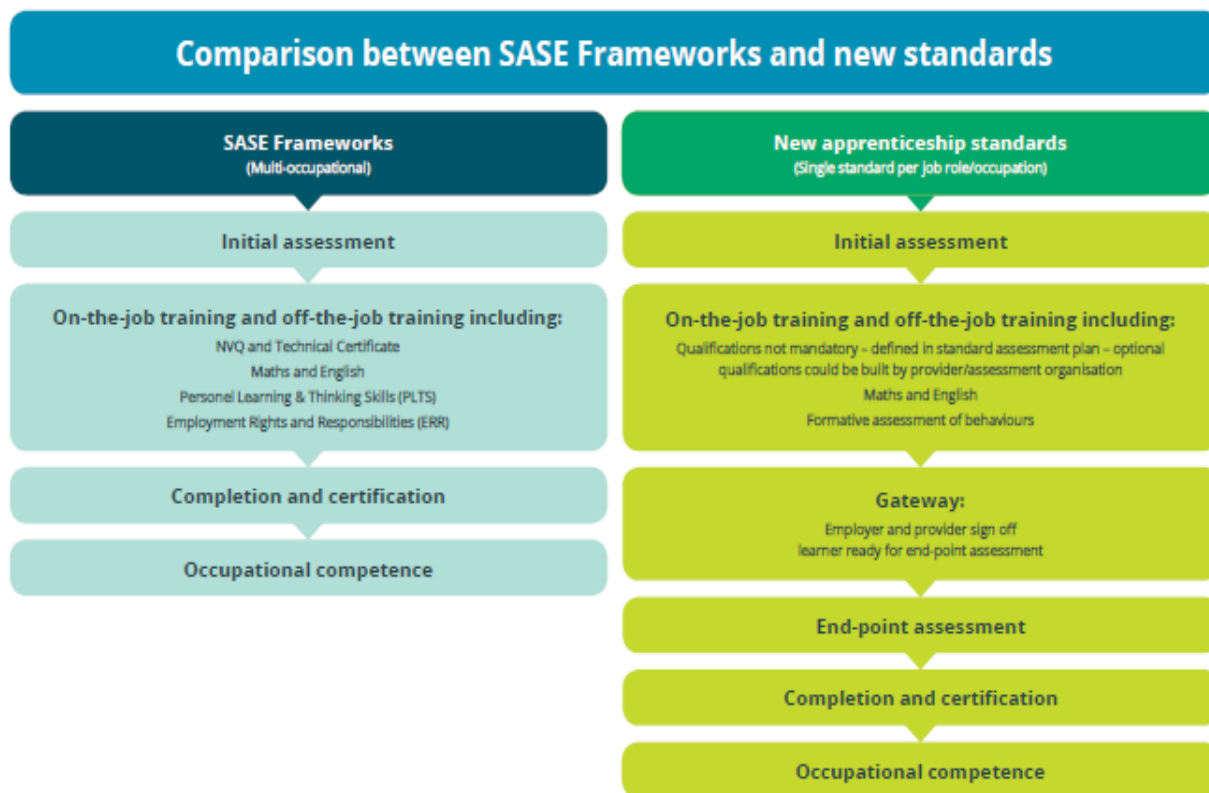 Comparison between SASE Frameworks and new standards
SASE Frameworks
(Multi-occupational)
Initial assessment
On-the-job training and off-the-job training including:
NVQ and Technical Certificate
Maths and English
Personel Learning & Thinking Skills (PLTS)
Employment Rights and Responsibilities (ERR)
Completion and certification
Occupational competence
New apprenticeship standards
(Single standard per job role/occupation)
Initial assessment
On-the-job training and off-the-job training including:
Qualifications not mandatory – defined in standard assessment plan – optional
qualifications could be built by provider/assessment organisation
Maths and English
Formative assessment of behaviours
Gateway:
Employer and provider sign off
learner ready for end-point assessment
End-point assessment
Completion and certification
Occupational competence